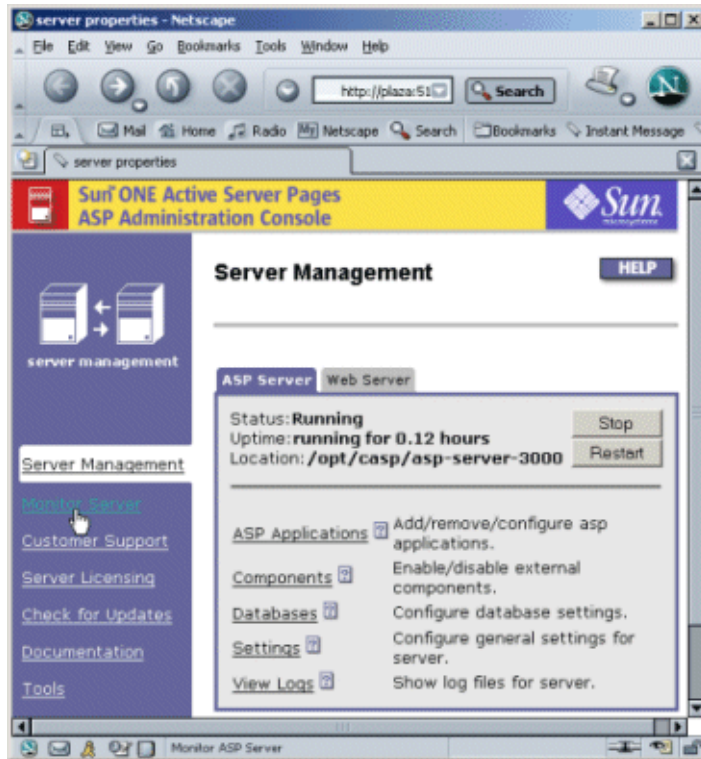 server properties - Netscape
File Edit View Go Bookmarks Tools Window Help
http://plaza:51 Search
Mail Home Radio My Netscape Search Bookmarks Instant Message
server properties
Sun ONE Active Server Pages
ASP Administration Console
Sun
microsystems
server management
Server Management HELP
ASP Server Web Server
Status: Running
Uptime: running for 0.12 hours
Location: /opt/casp/asp-server-3000
Stop
Restart
Server Management
Monitor Server
Customer Support
Server Licensing
Check for Updates
Documentation
Tools
ASP Applications ? Add/remove/configure asp
applications.
Components ? Enable/disable external
components.
Databases ? Configure database settings.
Settings ? Configure general settings for
server.
View Logs ? Show log files for server.
Monitor ASP Server